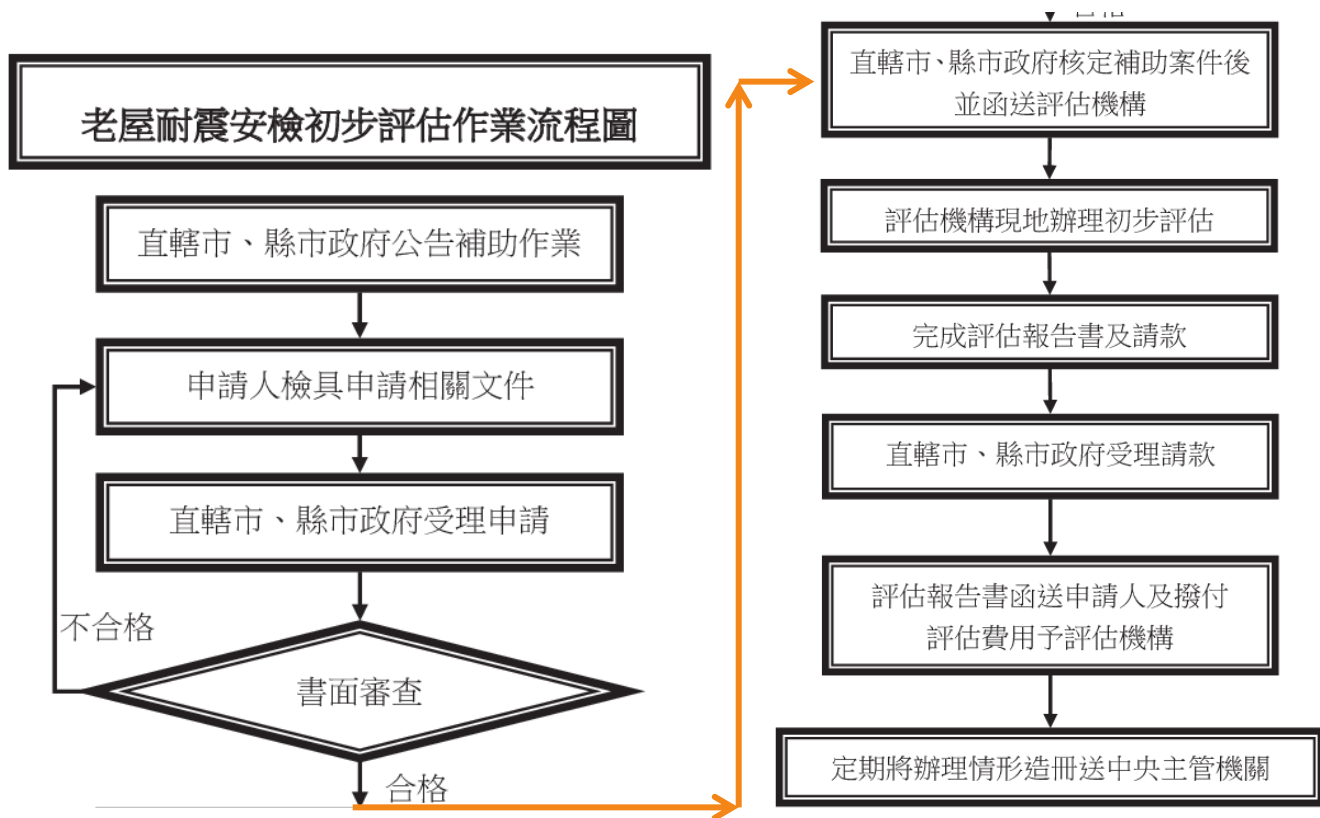 老屋耐震安檢初步評估作業流程圖
直轄市、縣市政府公告補助作業
申請人檢具申請相關文件
直轄市、縣市政府受理申請
不合格
書面審查
合格
直轄市、縣市政府核定補助案件後
並函送評估機構
評估機構現地辦理初步評估
完成評估報告書及請款
直轄市、縣市政府受理請款
評估報告書函送申請人及撥付
評估費用予評估機構
定期將辦理情形造冊送中央主管機關